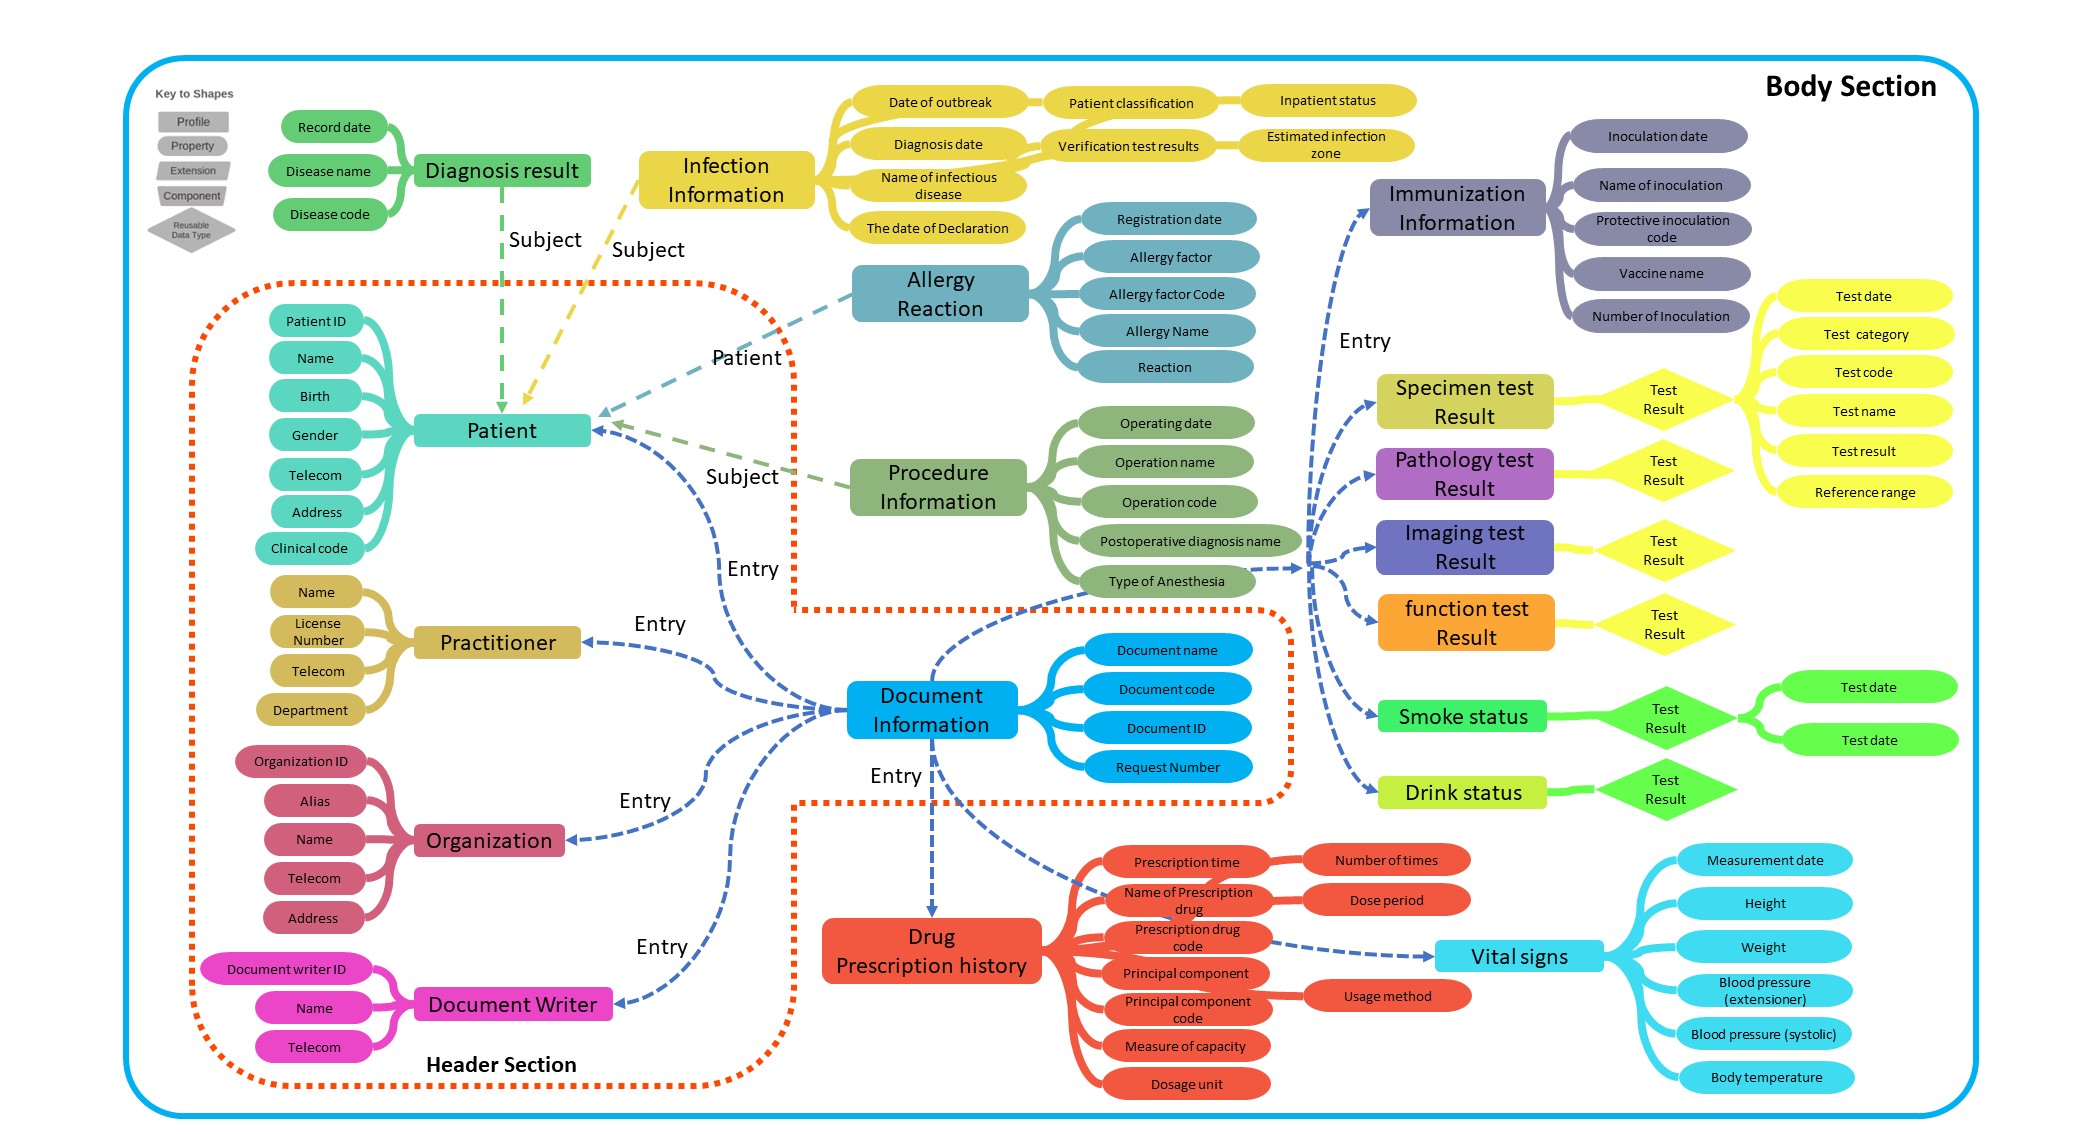 Body Section
Key to Shapes
Profile
Property
Extension
Component
Reusable
Data Type
Record date
Disease name
Disease code
Diagnosis result
Subject
Infection
Information
Date of outbreak
Diagnosis date
Name of infectious
disease
The date of Declaration
Patient classification
Verification test results
Inpatient status
Estimated infection
zone
Subject
Allergy
Reaction
Registration date
Allergy factor
Allergy factor Code
Allergy Name
Reaction
Patient
Procedure
Information
Operating date
Operation name
Operation code
Postoperative diagnosis name
Type of Anesthesia
Subject
Immunization
Information
Inoculation date
Name of inoculation
Protective inoculation
code
Vaccine name
Number of Inoculation
Entry
Specimen test
Result
Test
Result
Test date
Test category
Test code
Test name
Test result
Reference range
Pathology test
Result
Test
Result
Imaging test
Result
Test
Result
function test
Result
Test
Result
Smoke status
Test
Result
Test date
Test date
Drink status
Test
Result
Patient ID
Name
Birth
Gender
Telecom
Address
Clinical code
Patient
Entry
Name
License
Number
Telecom
Department
Practitioner
Entry
Organization ID
Alias
Name
Telecom
Address
Organization
Entry
Document writer ID
Name
Telecom
Document Writer
Entry
Header Section
Document
Information
Document name
Document code
Document ID
Request Number
Entry
Drug
Prescription history
Prescription time
Name of Prescription
drug
Prescription drug
code
Principal component
Principal component
code
Measure of capacity
Dosage unit
Number of times
Dose period
Usage method
Vital signs
Measurement date
Height
Weight
Blood pressure
(extensioner)
Blood pressure (systolic)
Body temperature